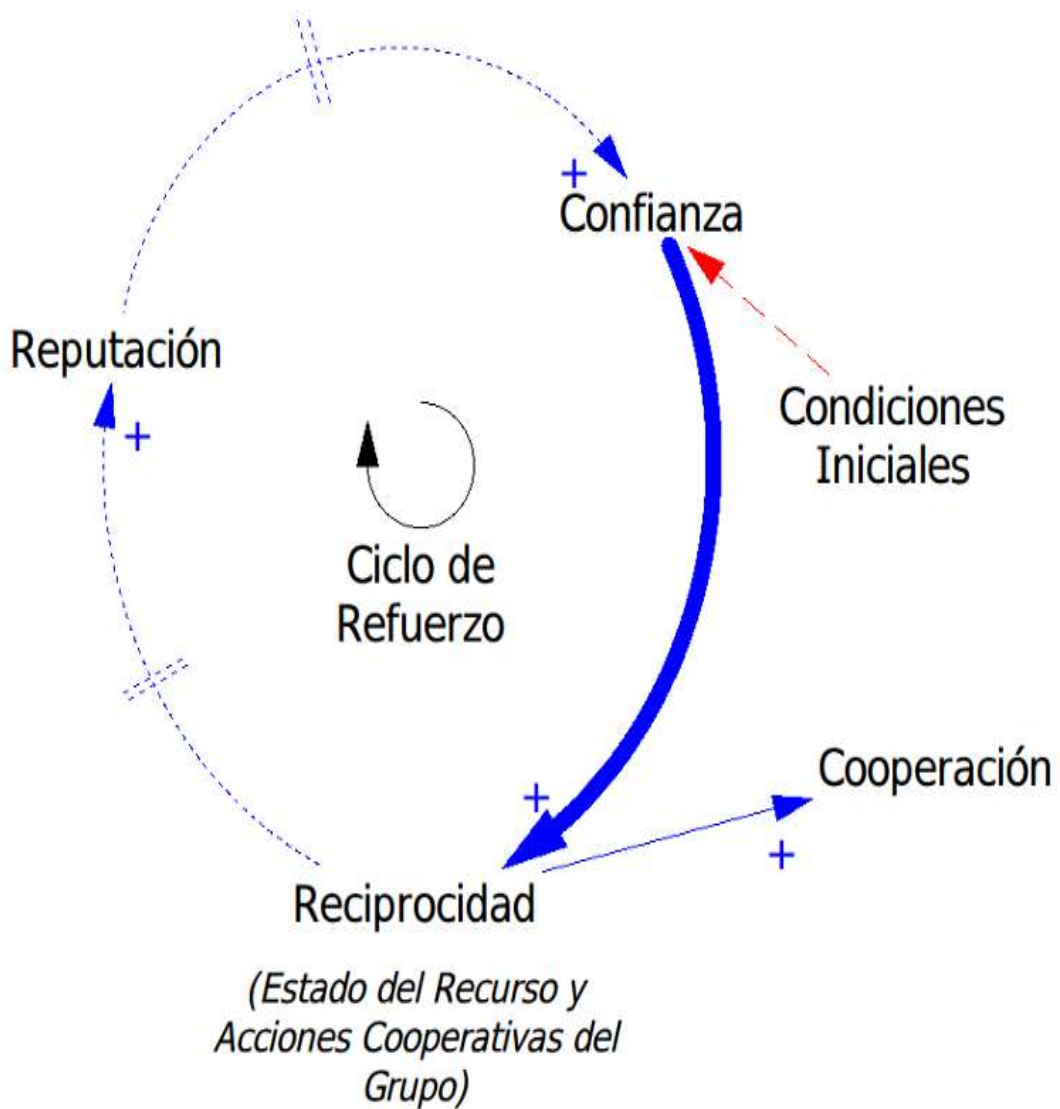 +
Confianza
Reputación
+
Condiciones
Iniciales
Ciclo de
Refuerzo
+
Cooperación
+
Reciprocidad
(Estado del Recurso y
Acciones Cooperativas del
Grupo)